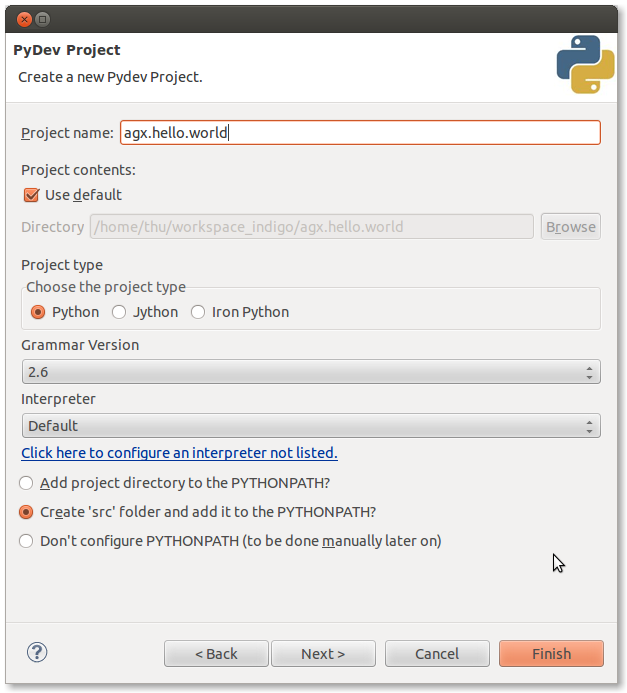 PyDev Project
Create a new Pydev Project.
Project name: agx.hello.world
Project contents:
Use default
Directory /home/thu/workspace_indigo/agx.hello.world Browse
Project type
Choose the project type
Python Jython Iron Python
Grammar Version
2.6
Interpreter
Default
Click here to configure an interpreter not listed.
Add project directory to the PYTHONPATH?
Create 'src' folder and add it to the PYTHONPATH?
Don't configure PYTHONPATH (to be done manually later on)
? < Back Next > Cancel Finish